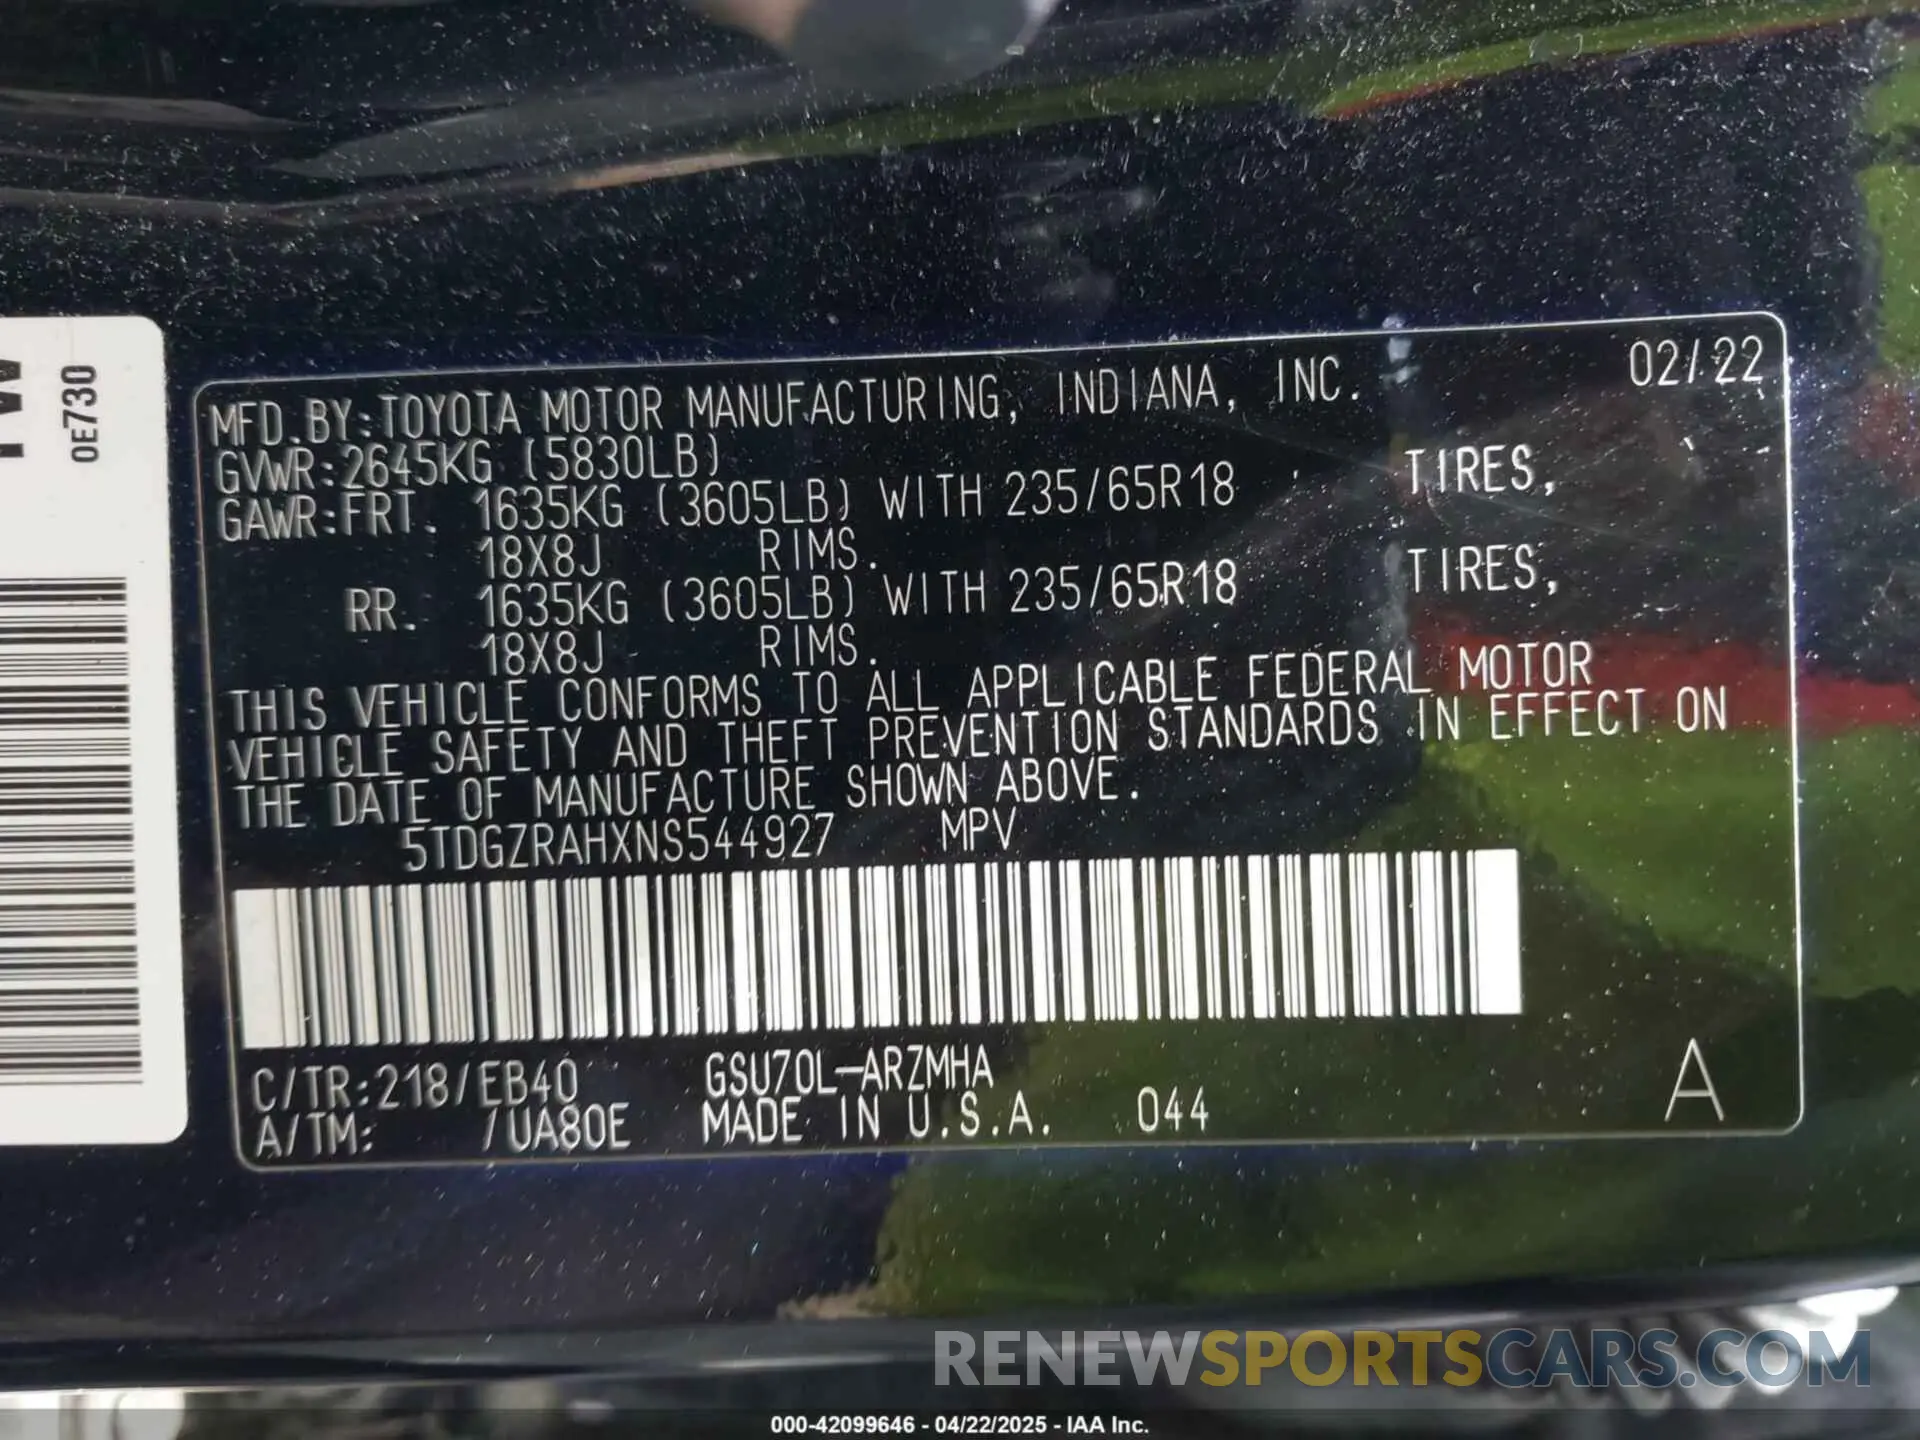 0E730
MFD. BY:TOYOTA MOTOR MANUFACTURING, INDIANA, INC. 02/22
GVWR:2645KG (5830LB)
GAWR:FRT. 1635KG (3605LB) WITH 235/65R18 TIRES,
18X8J RIMS.
RR. 1635KG (3605LB) WITH 235/65R18 TIRES,
18X8J RIMS.
THIS VEHICLE CONFORMS TO ALL APPLICABLE FEDERAL MOTOR
VEHICLE SAFETY AND THEFT PREVENTION STANDARDS IN EFFECT ON
THE DATE OF MANUFACTURE SHOWN ABOVE.
5TDGZRAHXNS544927 MPV
C/TR:218/EB40 GSU70L-ARZMHA
A/TM: /UA80E MADE IN U.S.A. 044 A
RENEWSPORTSCARS.COM
000-42099646 - 04/22/2025 - IAA Inc.